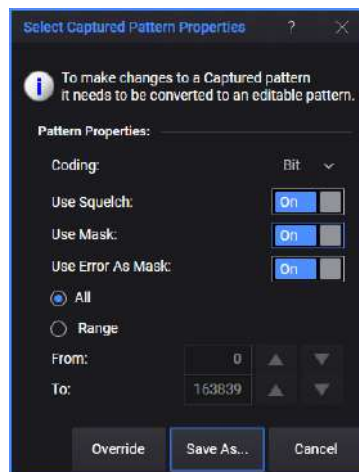 Select Captured Pattern Properties ?
i To make changes to a Captured pattern
it needs to be converted to an editable pattern.
Pattern Properties:
Coding: Bit
Use Squelch: On
Use Mask: On
Use Error As Mask: On
All
Range
From: 0
To: 163839
Override Save As... Cancel